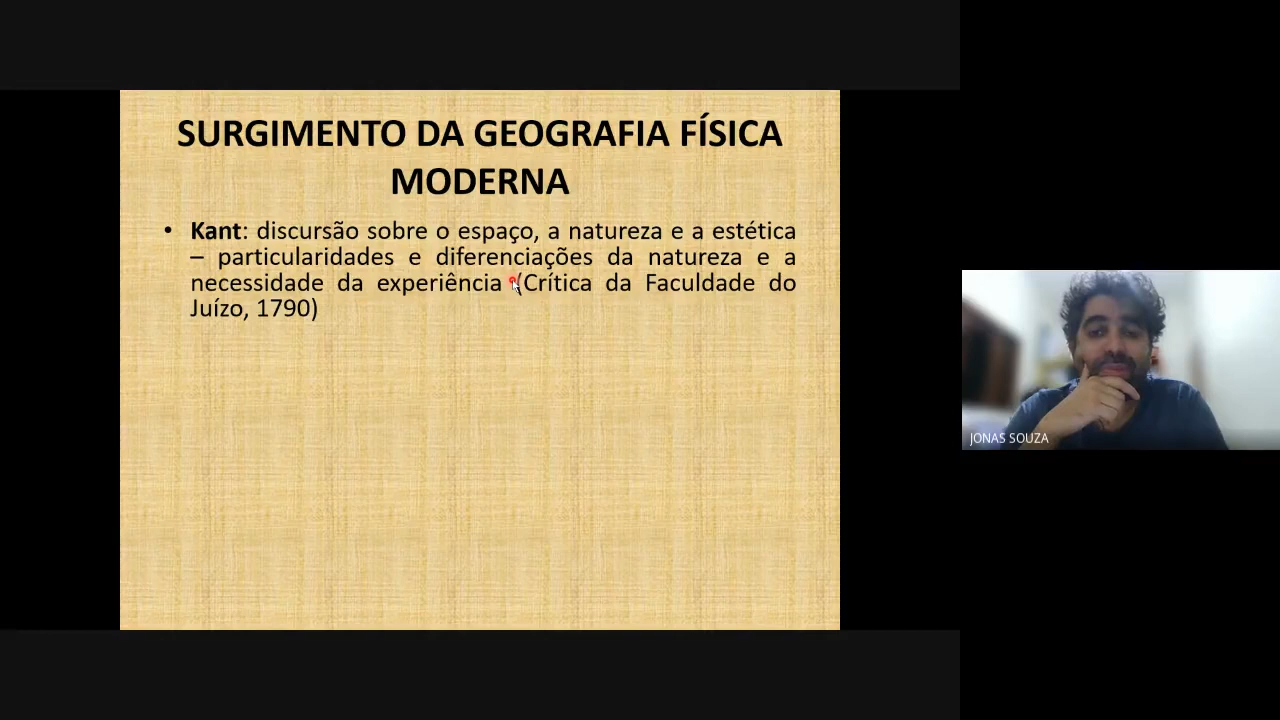 SURGIMENTO DA GEOGRAFIA FÍSICA
MODERNA
• Kant: discursão sobre o espaço, a natureza e a estética
– particularidades e diferenciações da natureza e a
necessidade da experiência (Crítica da Faculdade do
Juízo, 1790)
JONAS SOUZA